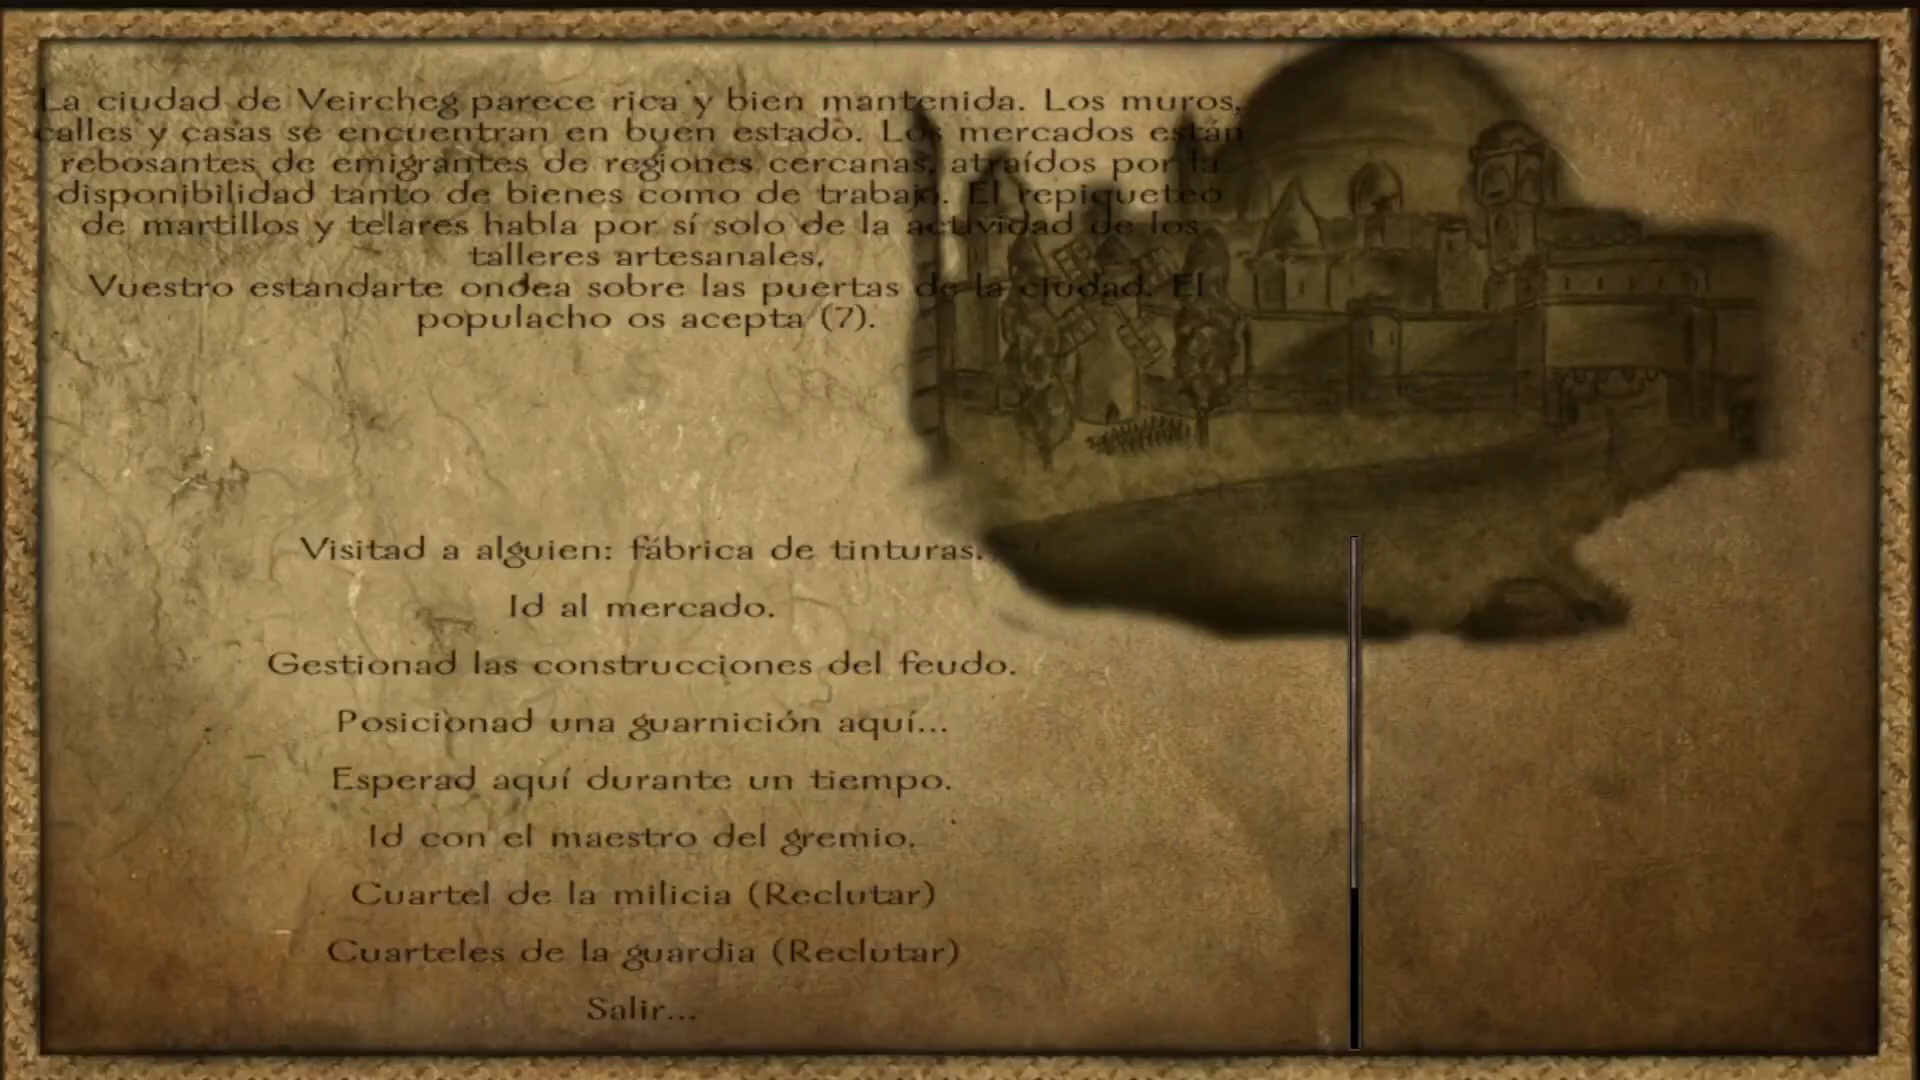 La ciudad de Veircheg parece rica y bien mantenida. Los muros,
calles y casas se encuentran en buen estado. Los mercados están
rebosantes de emigrantes de regiones cercanas, atraídos por la
disponibilidad tanto de bienes como de trabajo. El repiqueteo
de martillos y telares habla por sí solo de la actividad de los
talleres artesanales.
Vuestro estandarte ondea sobre las puertas de la ciudad. El
populacho os acepta (7).
Visitad a alguien: fábrica de tinturas.
Id al mercado.
Gestionad las construcciones del feudo.
Posicionad una guarnición aquí...
Esperad aquí durante un tiempo.
Id con el maestro del gremio.
Cuartel de la milicia (Reclutar)
Cuarteles de la guardia (Reclutar)
Salir...